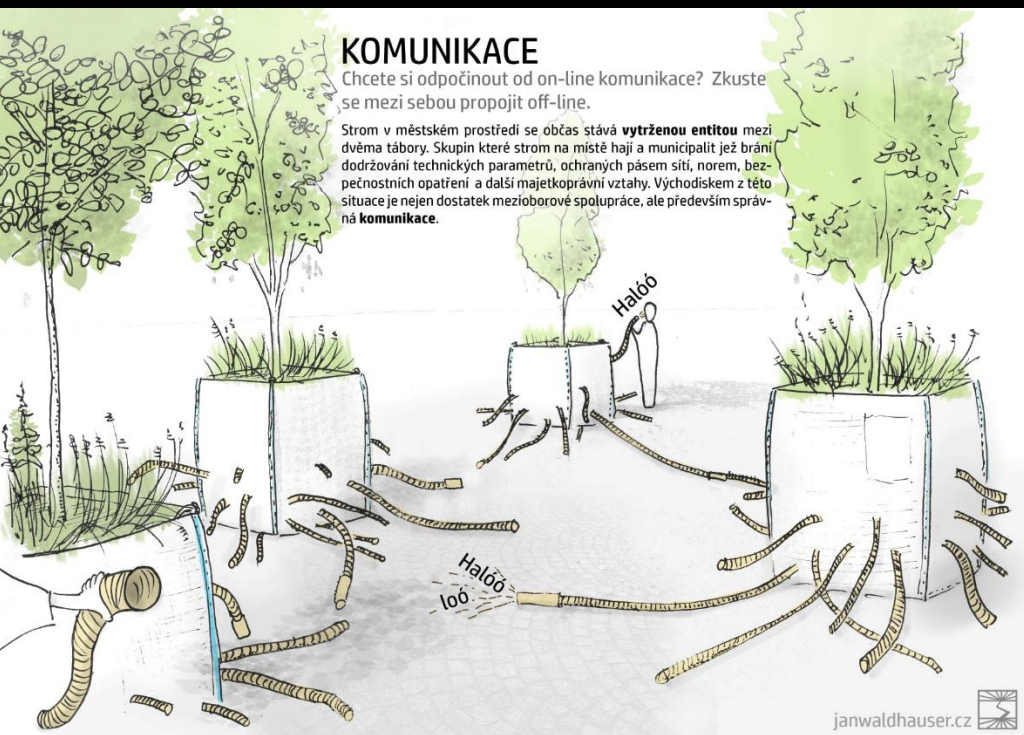 KOMUNIKACE
Chcete si odpočinout od on-line komunikace? Zkuste
se mezi sebou propojit off-line.
Strom v městském prostředí se občas stává vytrženou entitou mezi
dvěma tábory. Skupin které strom na místě hají a municipalit jež brání
dodržování technických parametrů, ochraných pásem sítí, norem, bez-
pečnostních opatření a další majetkoprávní vztahy. Východiskem z této
situace je nejen dostatek mezioborové spolupráce, ale především správ-
ná komunikace.
Halóó
Halóó
loó
janwaldhauser.cz